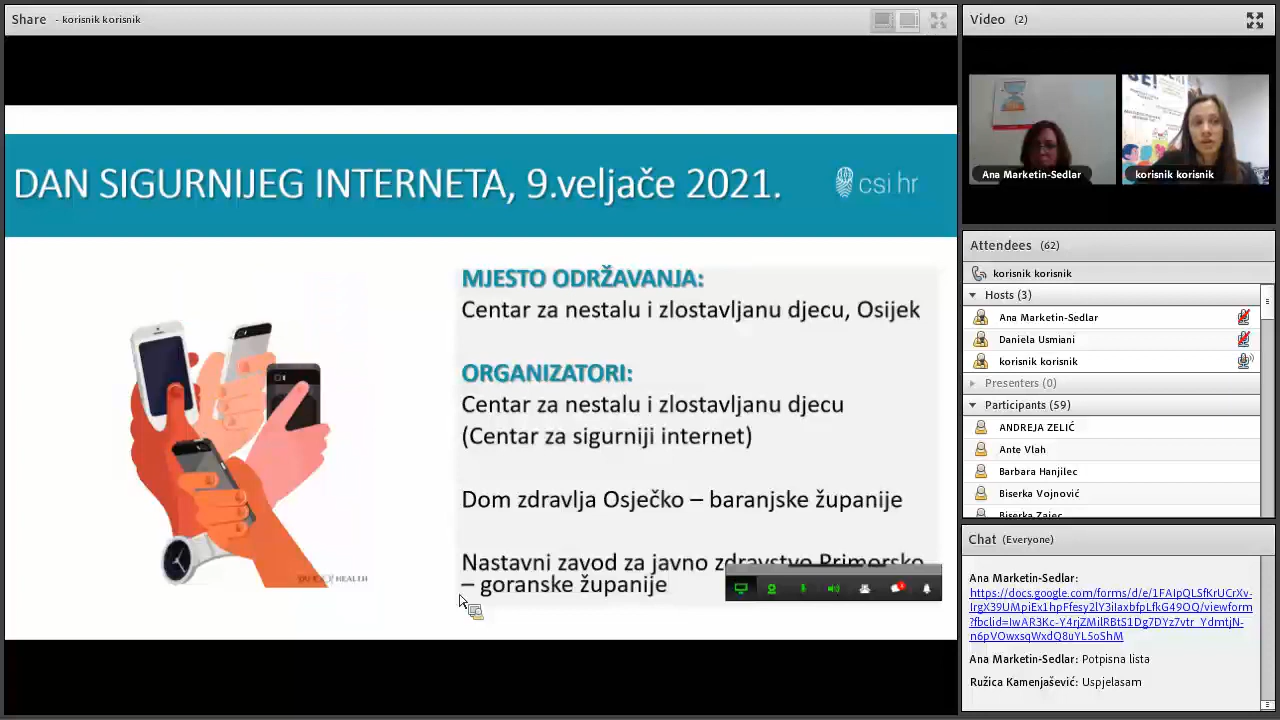 Share - korisnik korisnik
DAN SIGURNIJEG INTERNETA, 9.veljače 2021.
csi hr
MJESTO ODRŽAVANJA:
Centar za nestalu i zlostavljanu djecu, Osijek
ORGANIZATORI:
Centar za nestalu i zlostavljanu djecu
(Centar za sigurniji internet)
Dom zdravlja Osječko – baranjske županije
Nastavni zavod za javno zdravstvo Primorsko
– goranske županije
HEALTH
Video (2)
Ana Marketin-Sedlar
korisnik korisnik
Attendees (62)
korisnik korisnik
Hosts (3)
Ana Marketin-Sedlar
Daniela Usmiani
korisnik korisnik
Presenters (0)
Participants (59)
ANDREJA ZELIĆ
Ante Vlah
Barbara Hanjilec
Biserka Vojnović
Biserka Zajec
Chat (Everyone)
Ana Marketin-Sedlar:
https://docs.google.com/forms/d/e/1FAIpQLSfKrUCrXv-
IrgX39UMpiEx1hpFfesy2lY3iIaxbfpLfkG49OQ/viewform
?fbclid=IwAR3Kc-Y4rjZMilRBtS1Dg7DYz7vtr_YdmtjN-
n6pVOwxsqWxdQ8uYL5oShM
Ana Marketin-Sedlar: Potpisna lista
Ružica Kamenjašević: Uspjelasam